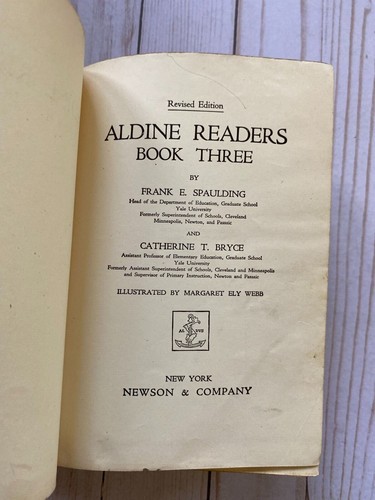 Revised Edition
ALDINE READERS
BOOK THREE
BY
FRANK E. SPAULDING
Head of the Department of Education, Graduate School
Yale University
Formerly Superintendent of Schools, Cleveland
Minneapolis, Newton, and Passaic
AND
CATHERINE T. BRYCE
Assistant Professor of Elementary Education, Graduate School
Yale University
Formerly Assistant Superintendent of Schools, Cleveland and Minneapolis
and Supervisor of Primary Instruction, Newton and Passaic
ILLUSTRATED BY MARGARET ELY WEBB
AL DVS
NEW YORK
NEWSON & COMPANY